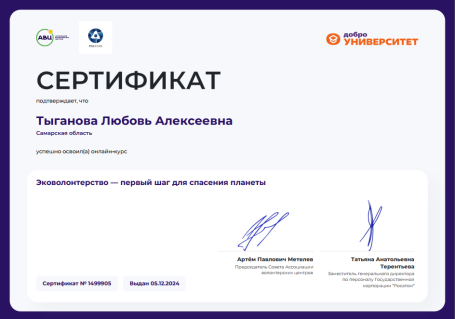 АВЦ
РОСАТОМ
добро
УНИВЕРСИТЕТ
СЕРТИФИКАТ
подтверждает, что
Тыганова Любовь Алексеевна
Самарская область
успешно освоил(а) онлайн-курс
Эковолонтерство — первый шаг для спасения планеты
Артём Павлович Метелев
Председатель Совета Ассоциации
волонтерских центров
Татьяна Анатольевна
Терентьева
Заместитель генерального директора
по персоналу Государственной
корпорации "Росатом"
Сертификат № 1499905
Выдан 05.12.2024